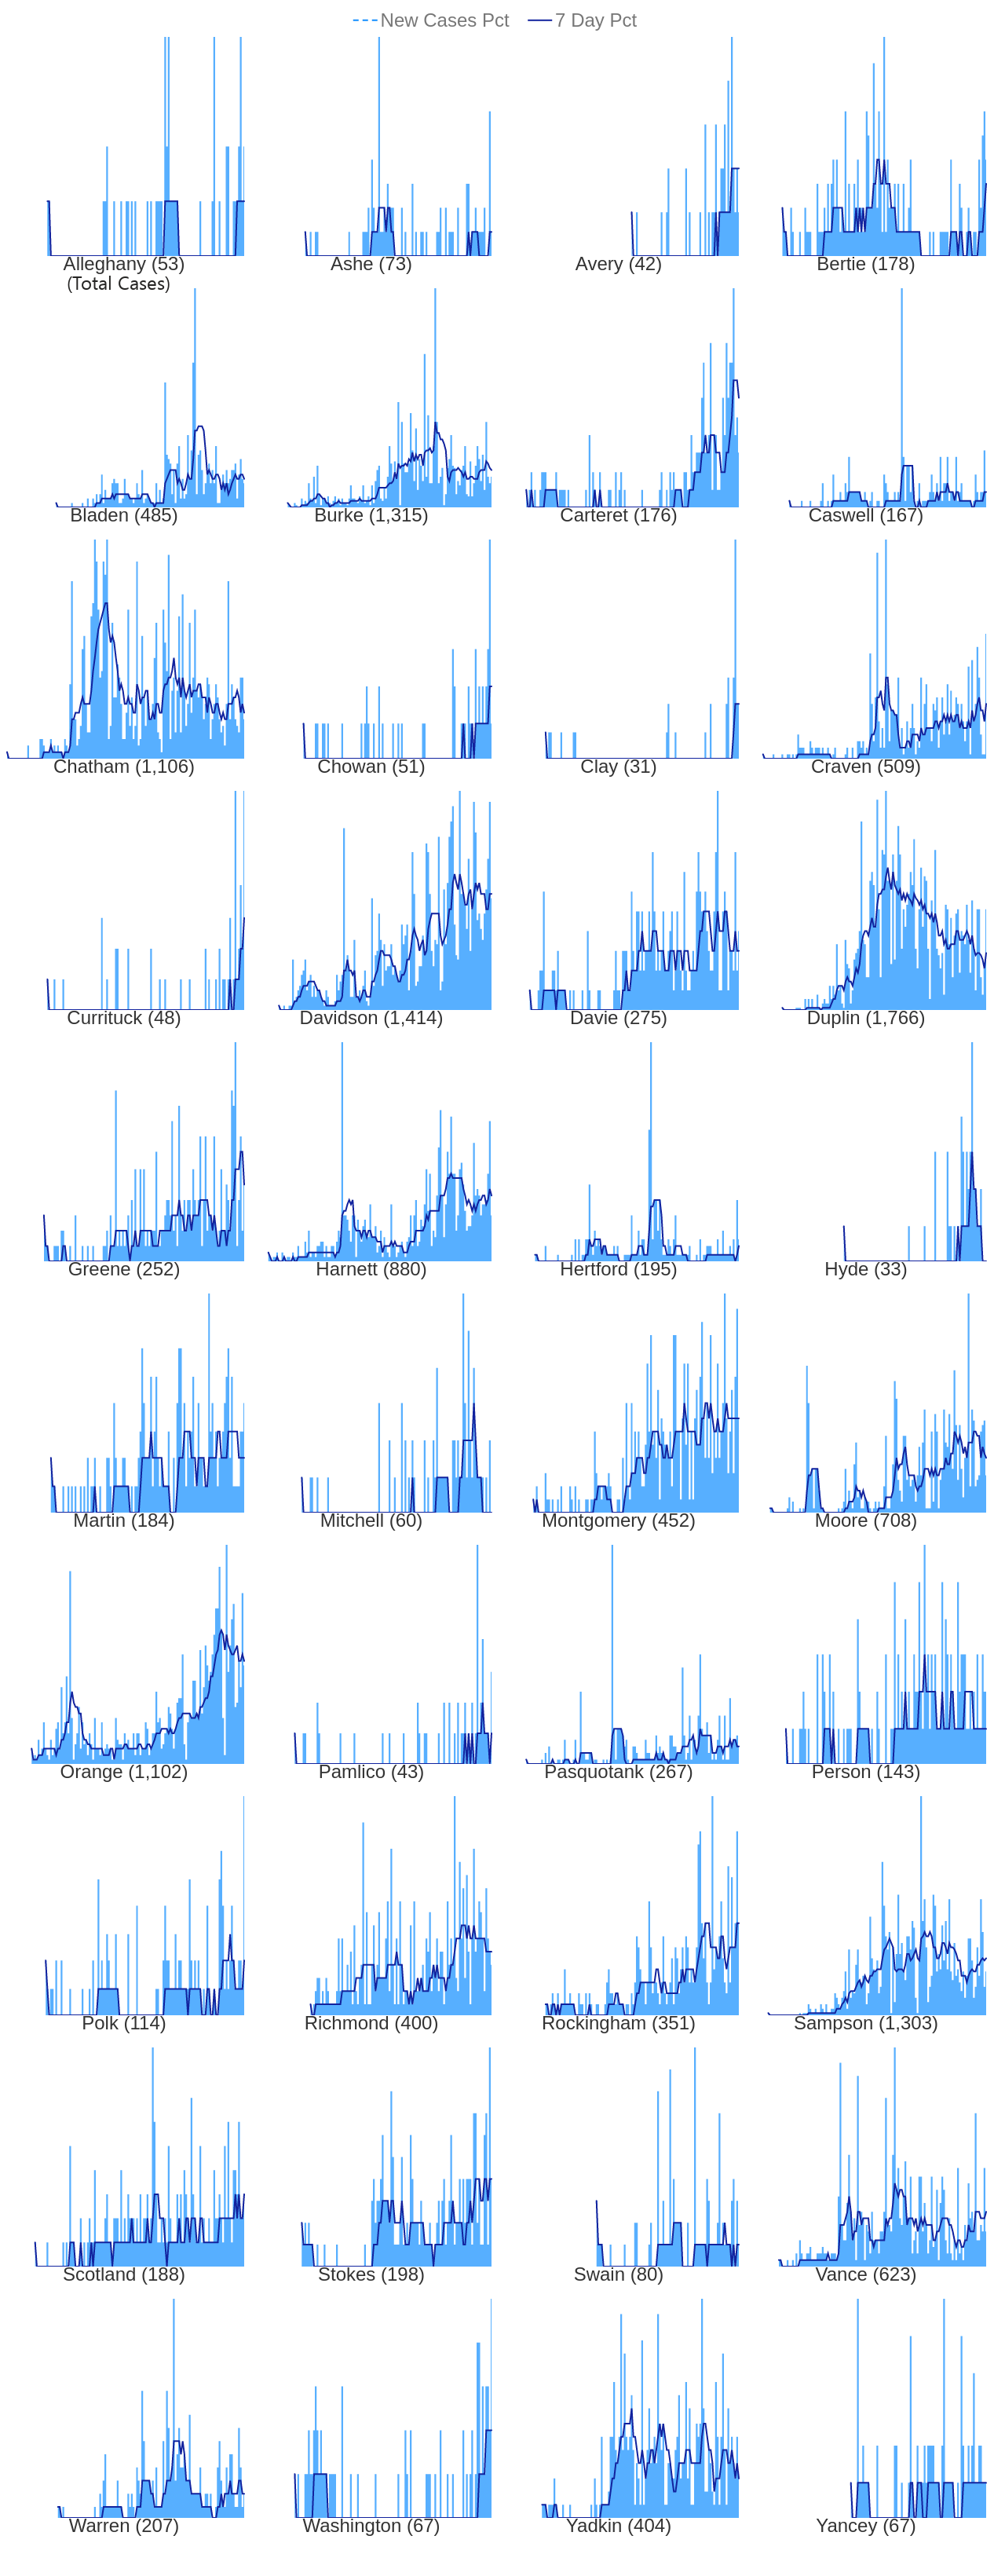 New Cases Pct 7 Day Pct
Alleghany (53) Ashe (73) Avery (42) Bertie (178)
(Total Cases)
Bladen (485) Burke (1,315) Carteret (176) Caswell (167)
Chatham (1,106) Chowan (51) Clay (31) Craven (509)
Currituck (48) Davidson (1,414) Davie (275) Duplin (1,766)
Greene (252) Harnett (880) Hertford (195) Hyde (33)
Martin (184) Mitchell (60) Montgomery (452) Moore (708)
Orange (1,102) Pamlico (43) Pasquotank (267) Person (143)
Polk (114) Richmond (400) Rockingham (351) Sampson (1,303)
Scotland (188) Stokes (198) Swain (80) Vance (623)
Warren (207) Washington (67) Yadkin (404) Yancey (67)